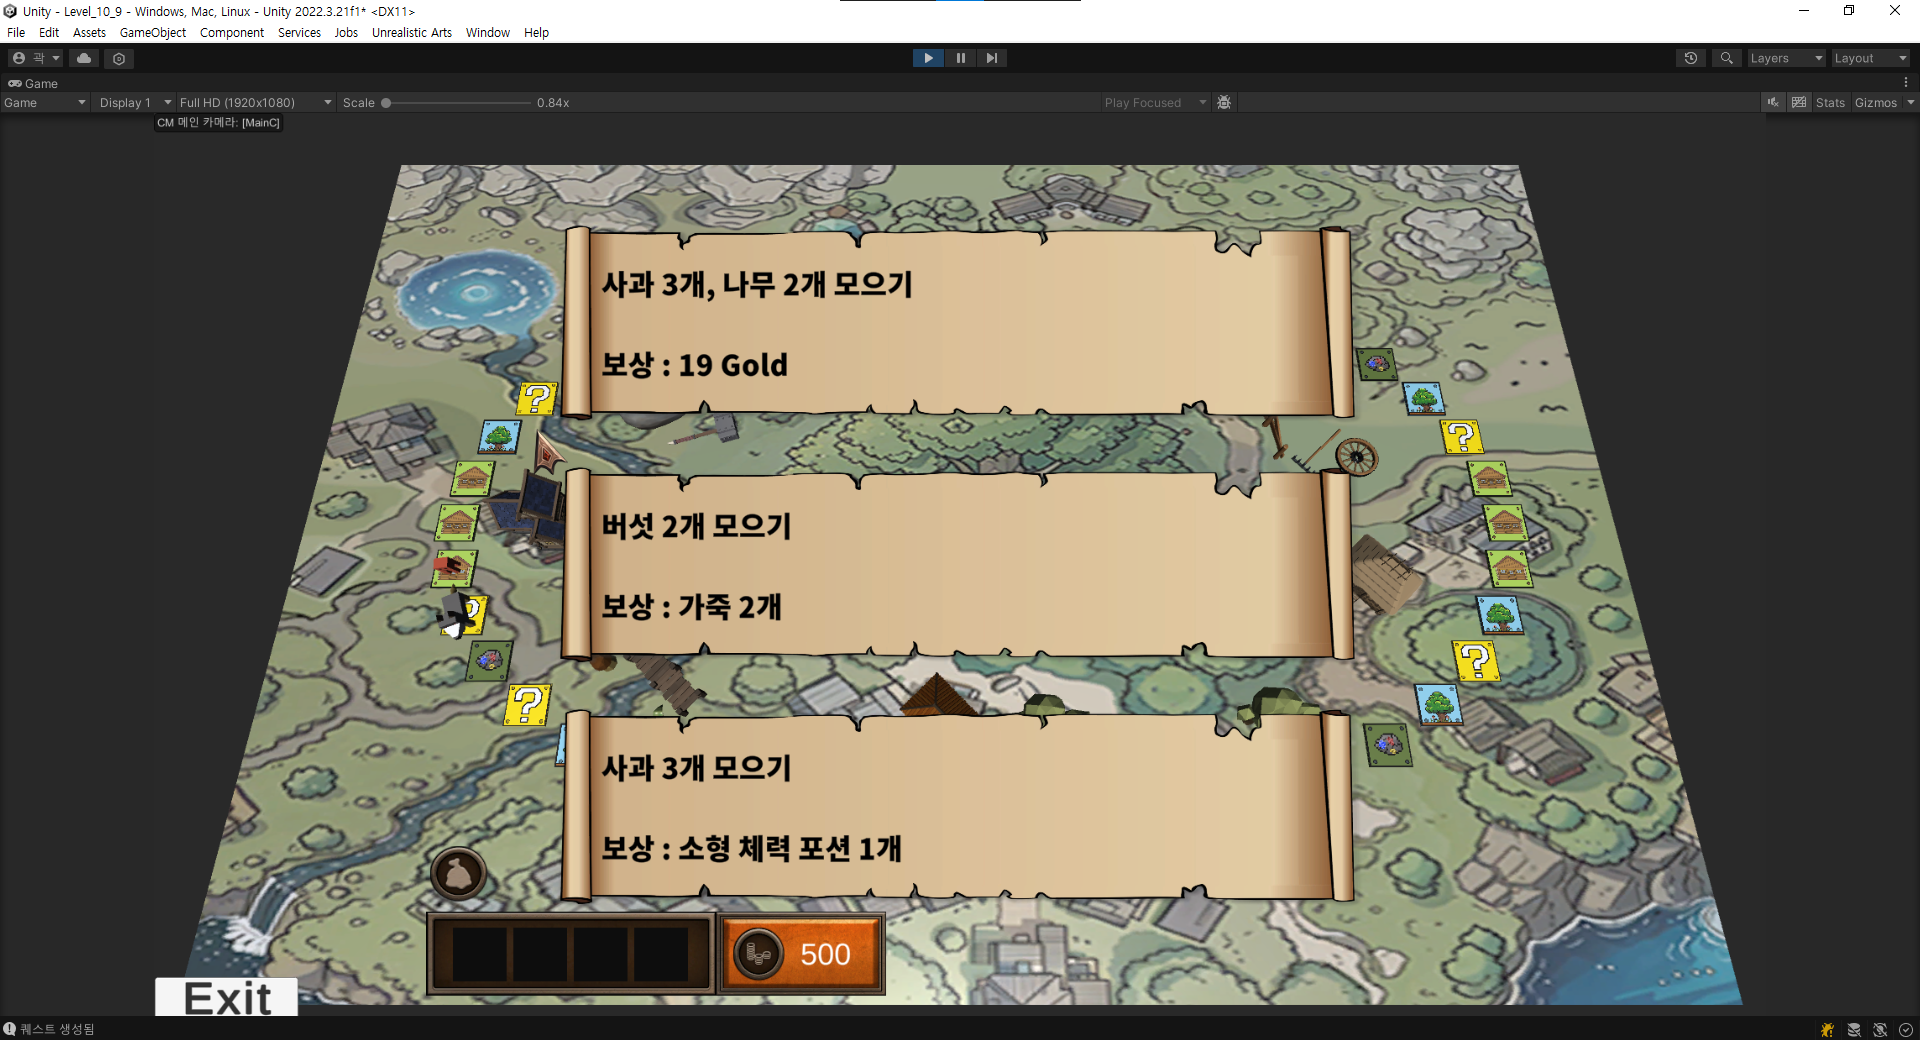 Unity - Level_10_9 - Windows, Mac, Linux - Unity 2022.3.21f1* <DX11>
File Edit Assets GameObject Component Services Jobs Unrealistic Arts Window Help
곽 Layers Layout
Game
Game Display 1 Full HD (1920x1080) Scale 0.84x Play Focused Stats Gizmos
CM 메인 카메라: [MainC]
사과 3개, 나무 2개 모으기
보상 : 19 Gold
버섯 2개 모으기
보상 : 가죽 2개
사과 3개 모으기
보상 : 소형 체력 포션 1개
500
Exit
퀘스트 생성됨